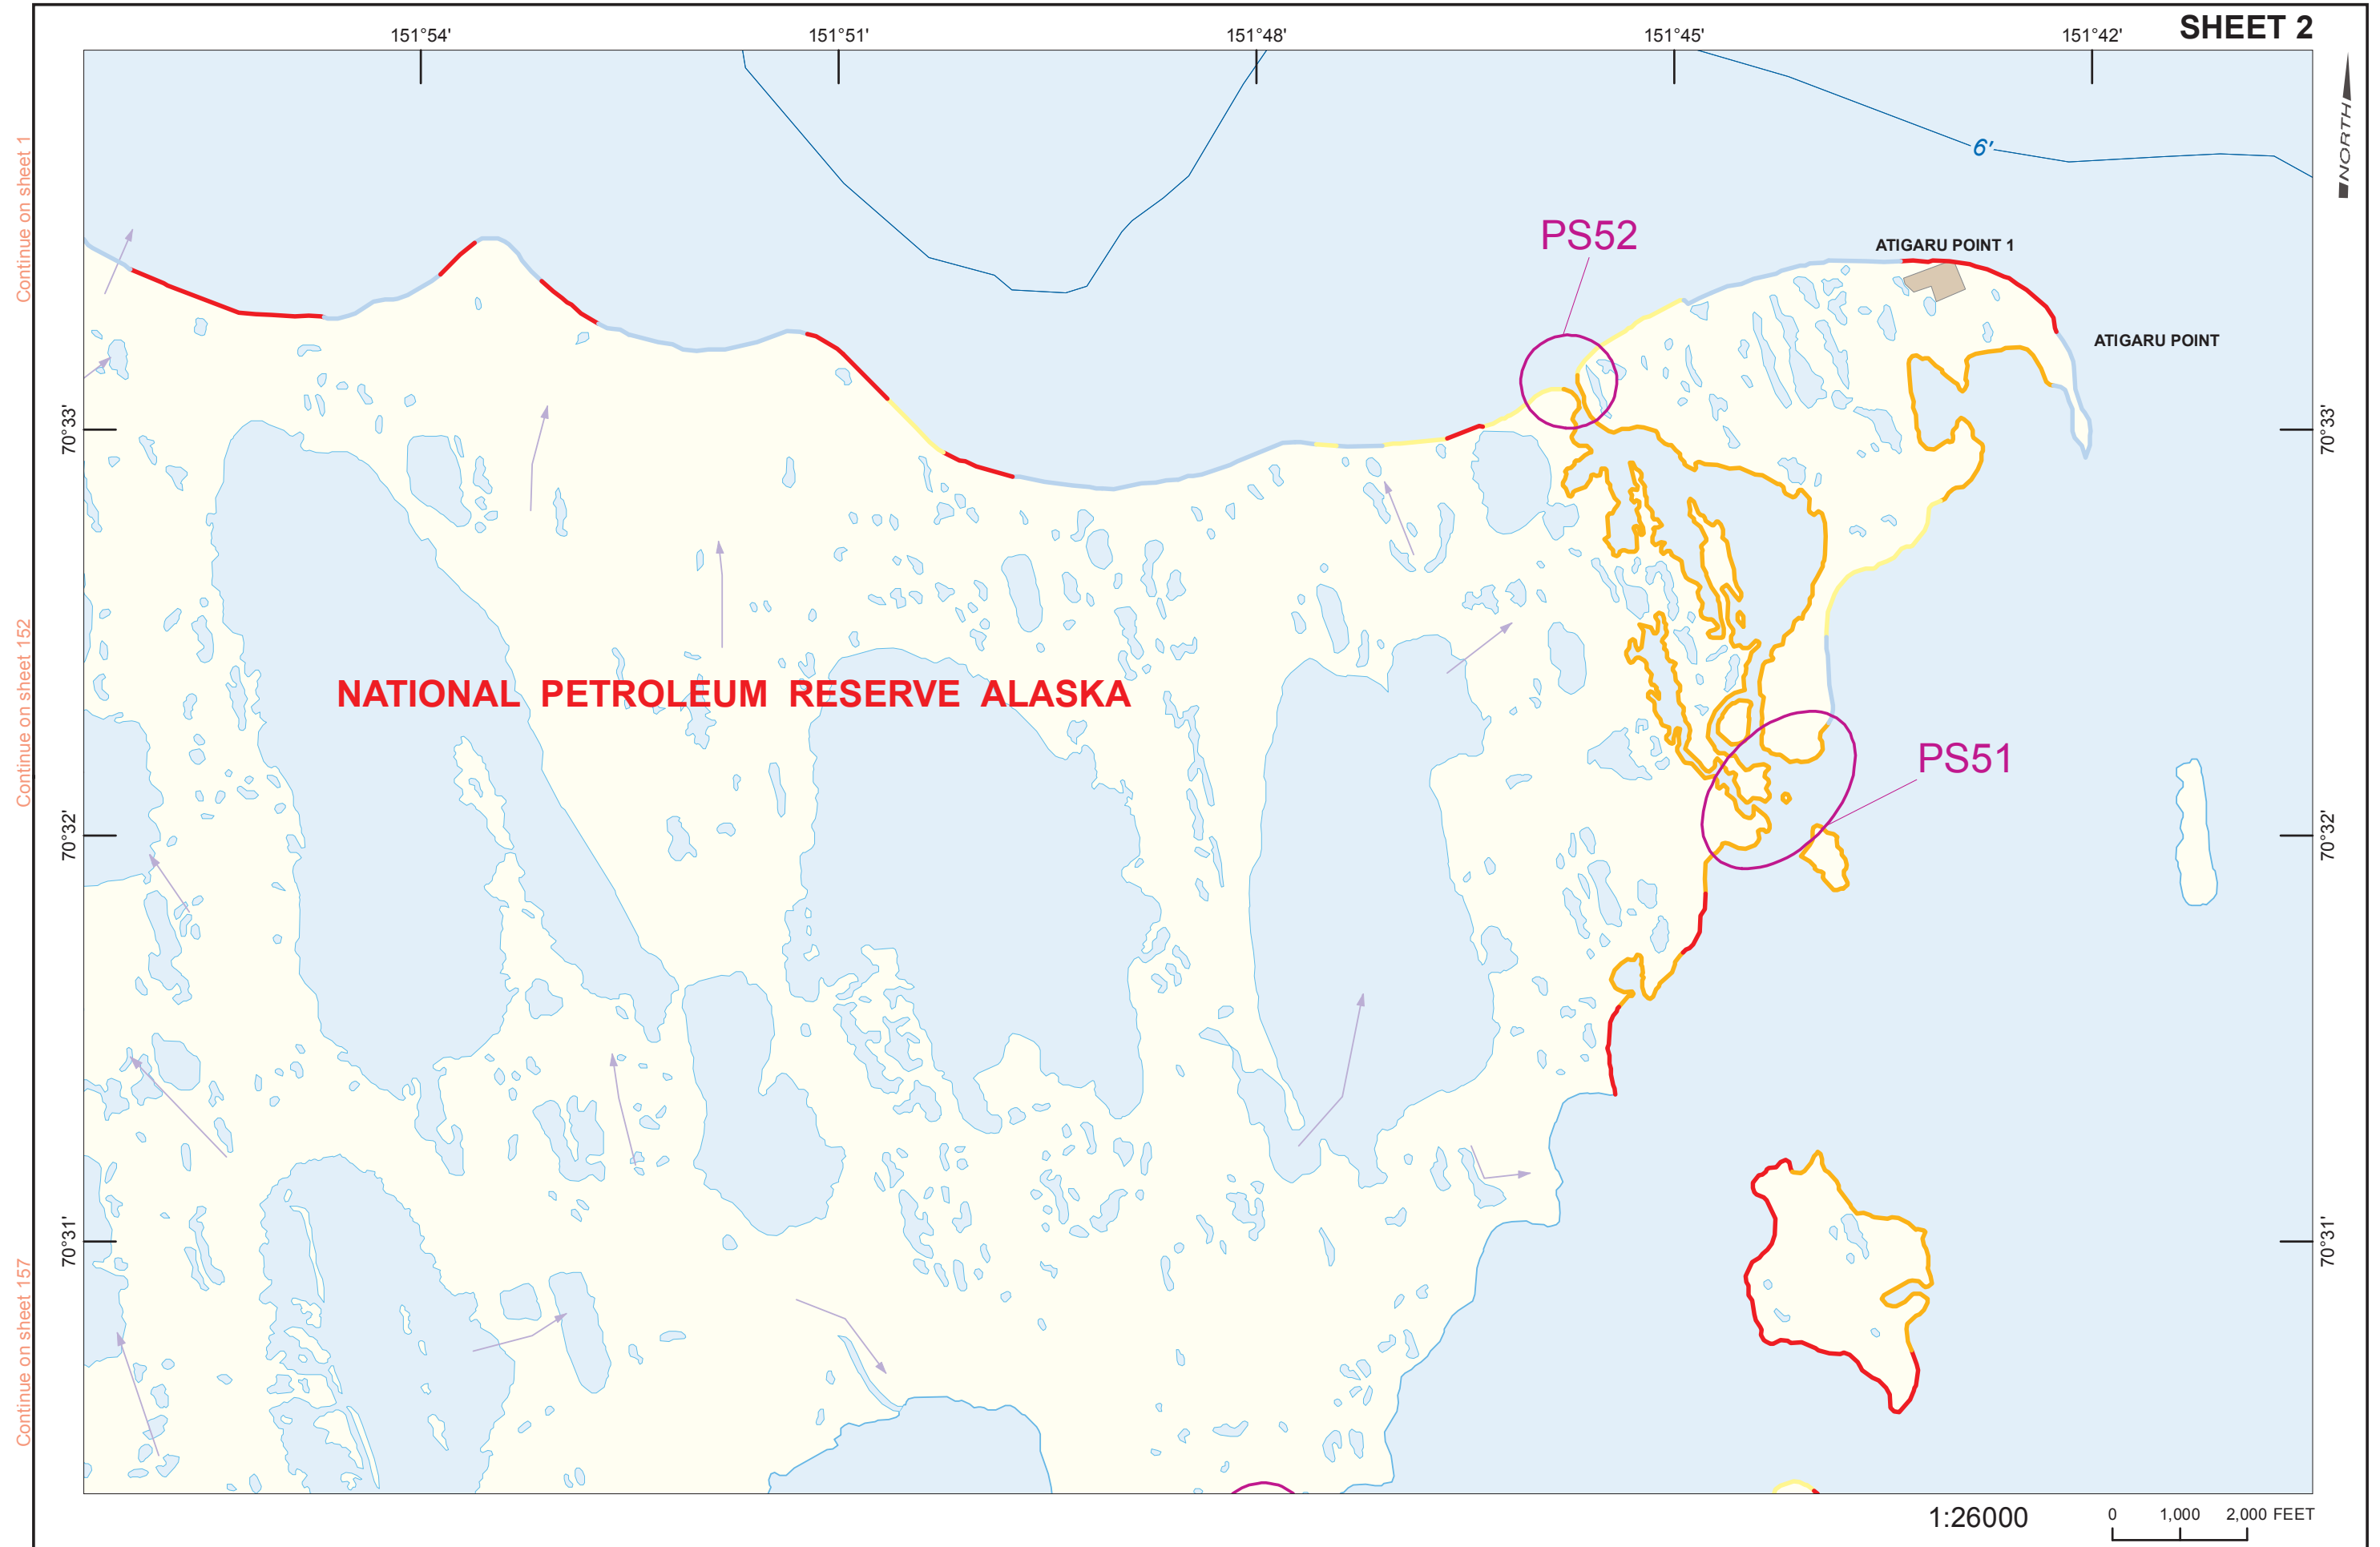 SHEET 2
151°54'
151°51'
151°48'
151°45'
151°42'
NORTH
Continue on sheet 1
6'
PS52
ATIGARU POINT 1
ATIGARU POINT
70°33'
70°33'
Continue on sheet 152
NATIONAL PETROLEUM RESERVE ALASKA
PS51
70°32'
70°32'
70°31'
70°31'
Continue on sheet 157
1:26000
0 1,000 2,000 FEET